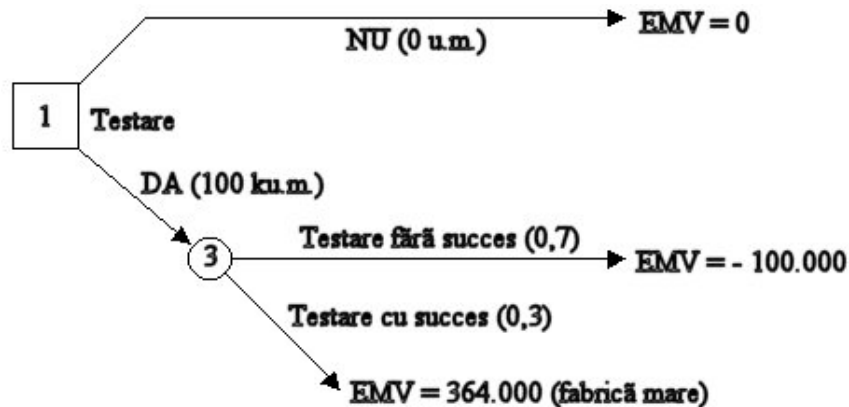 EMV = 0
NU (0 u.m.)
1
Testare
DA (100 ku.m.)
Testare fără succes (0,7)
3
EMV = - 100.000
Testare cu succes (0,3)
EMV = 364.000 (fabrică mare)